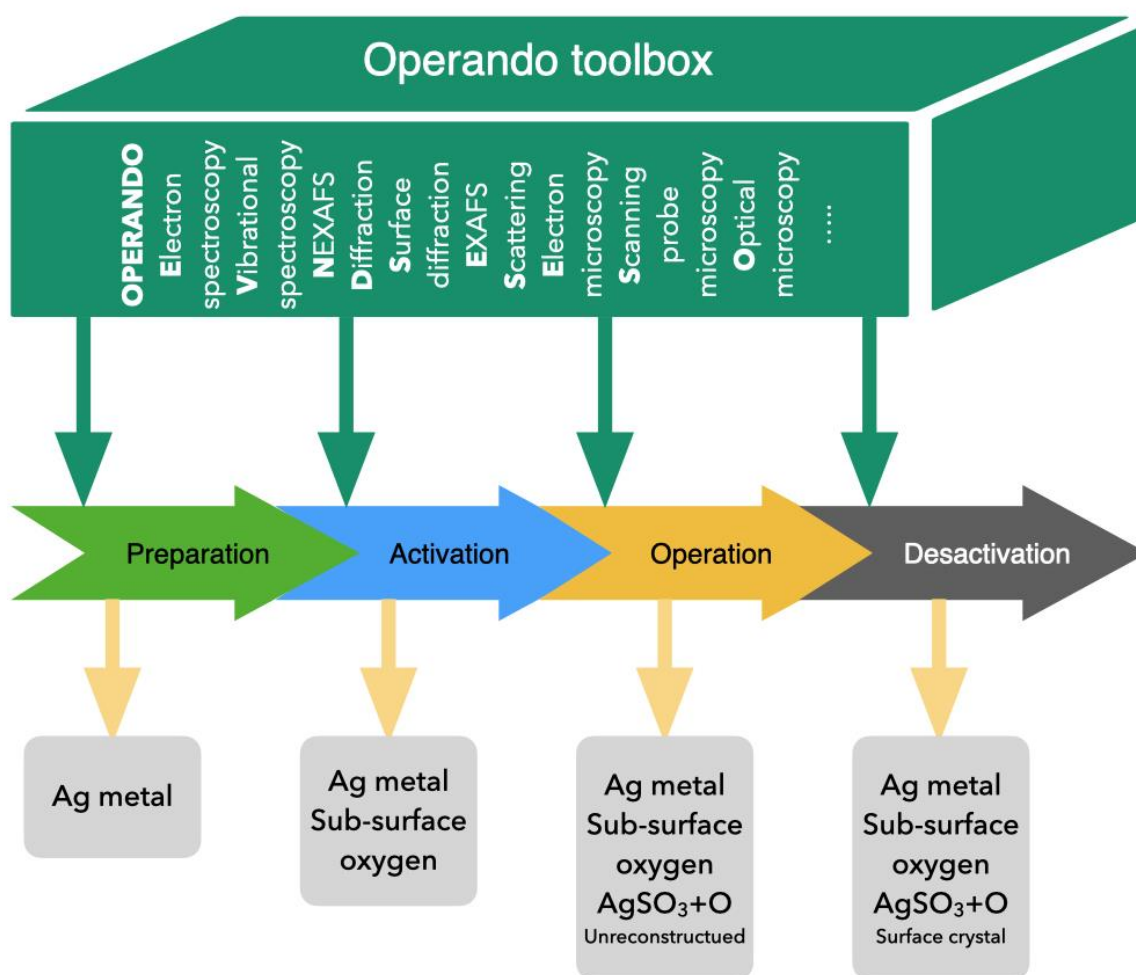 Operando toolbox
OPERANDO
Electron
spectroscopy
Vibrational
spectroscopy
NEXAFS
Diffraction
Surface
diffraction
EXAFS
Scattering
Electron
microscopy
Scanning
probe
microscopy
Optical
microscopy
.....
Preparation
Activation
Operation
Desactivation
Ag metal
Ag metal
Sub-surface
oxygen
Ag metal
Sub-surface
oxygen
AgSO₃+O
Unreconstructued
Ag metal
Sub-surface
oxygen
AgSO₃+O
Surface crystal